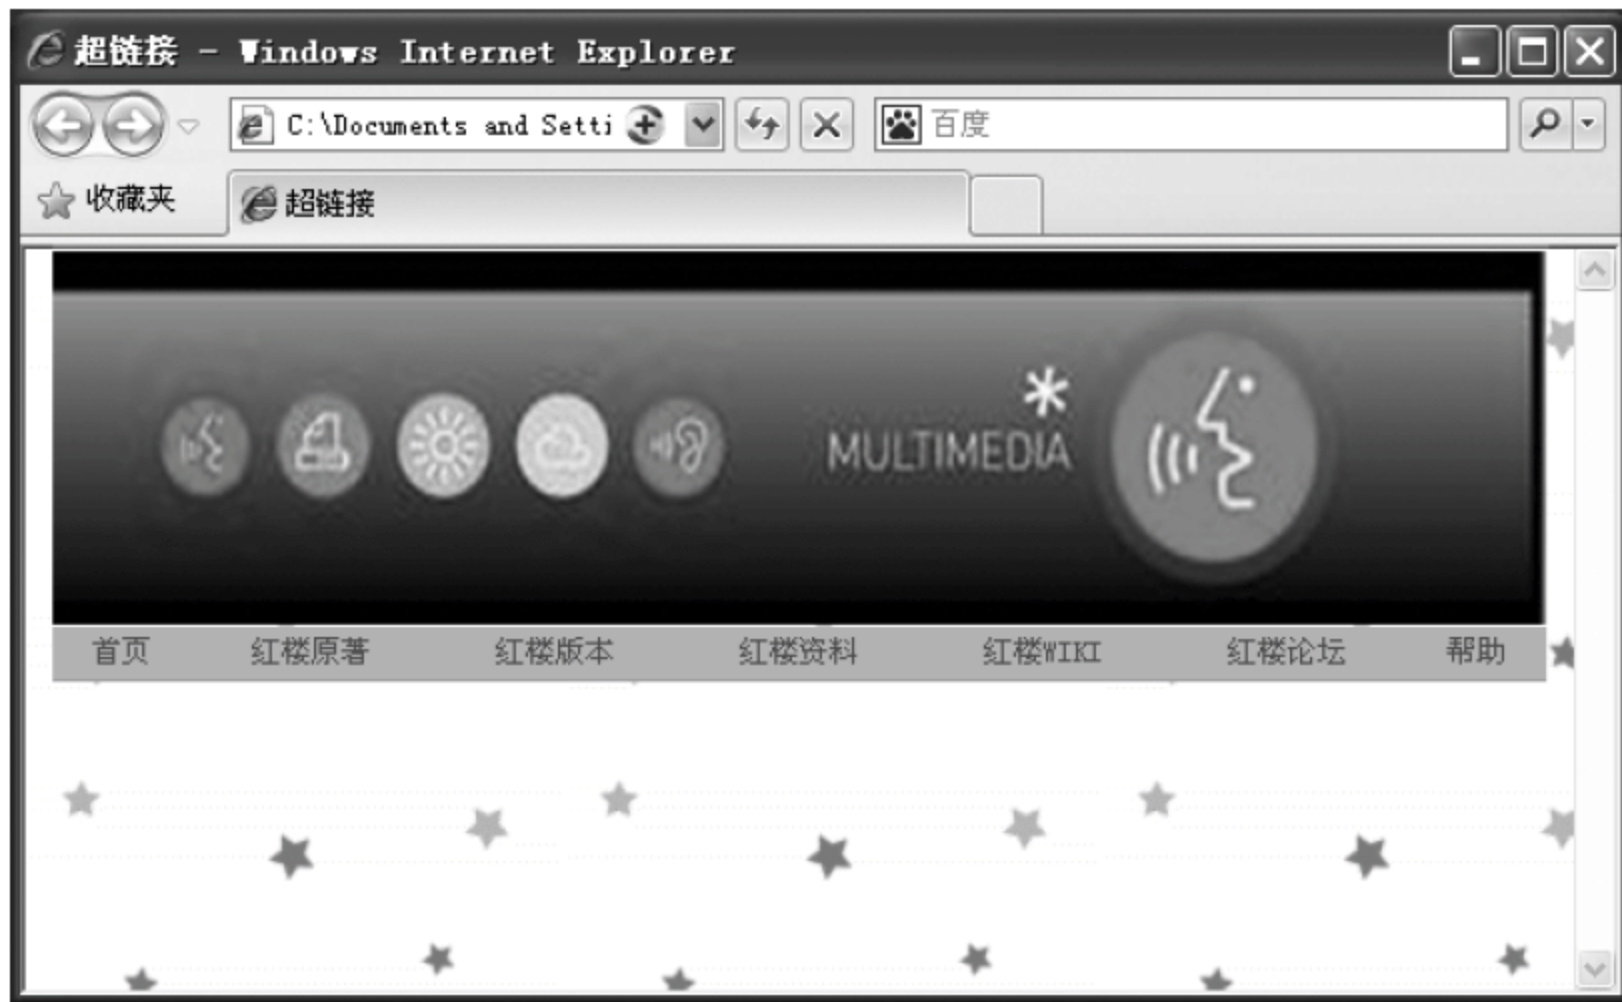 超链接 - Windows Internet Explorer
C:\Documents and Setti
百度
收藏夹
超链接
*
MULTIMEDIA
首页 红楼原著 红楼版本 红楼资料 红楼WIKI 红楼论坛 帮助